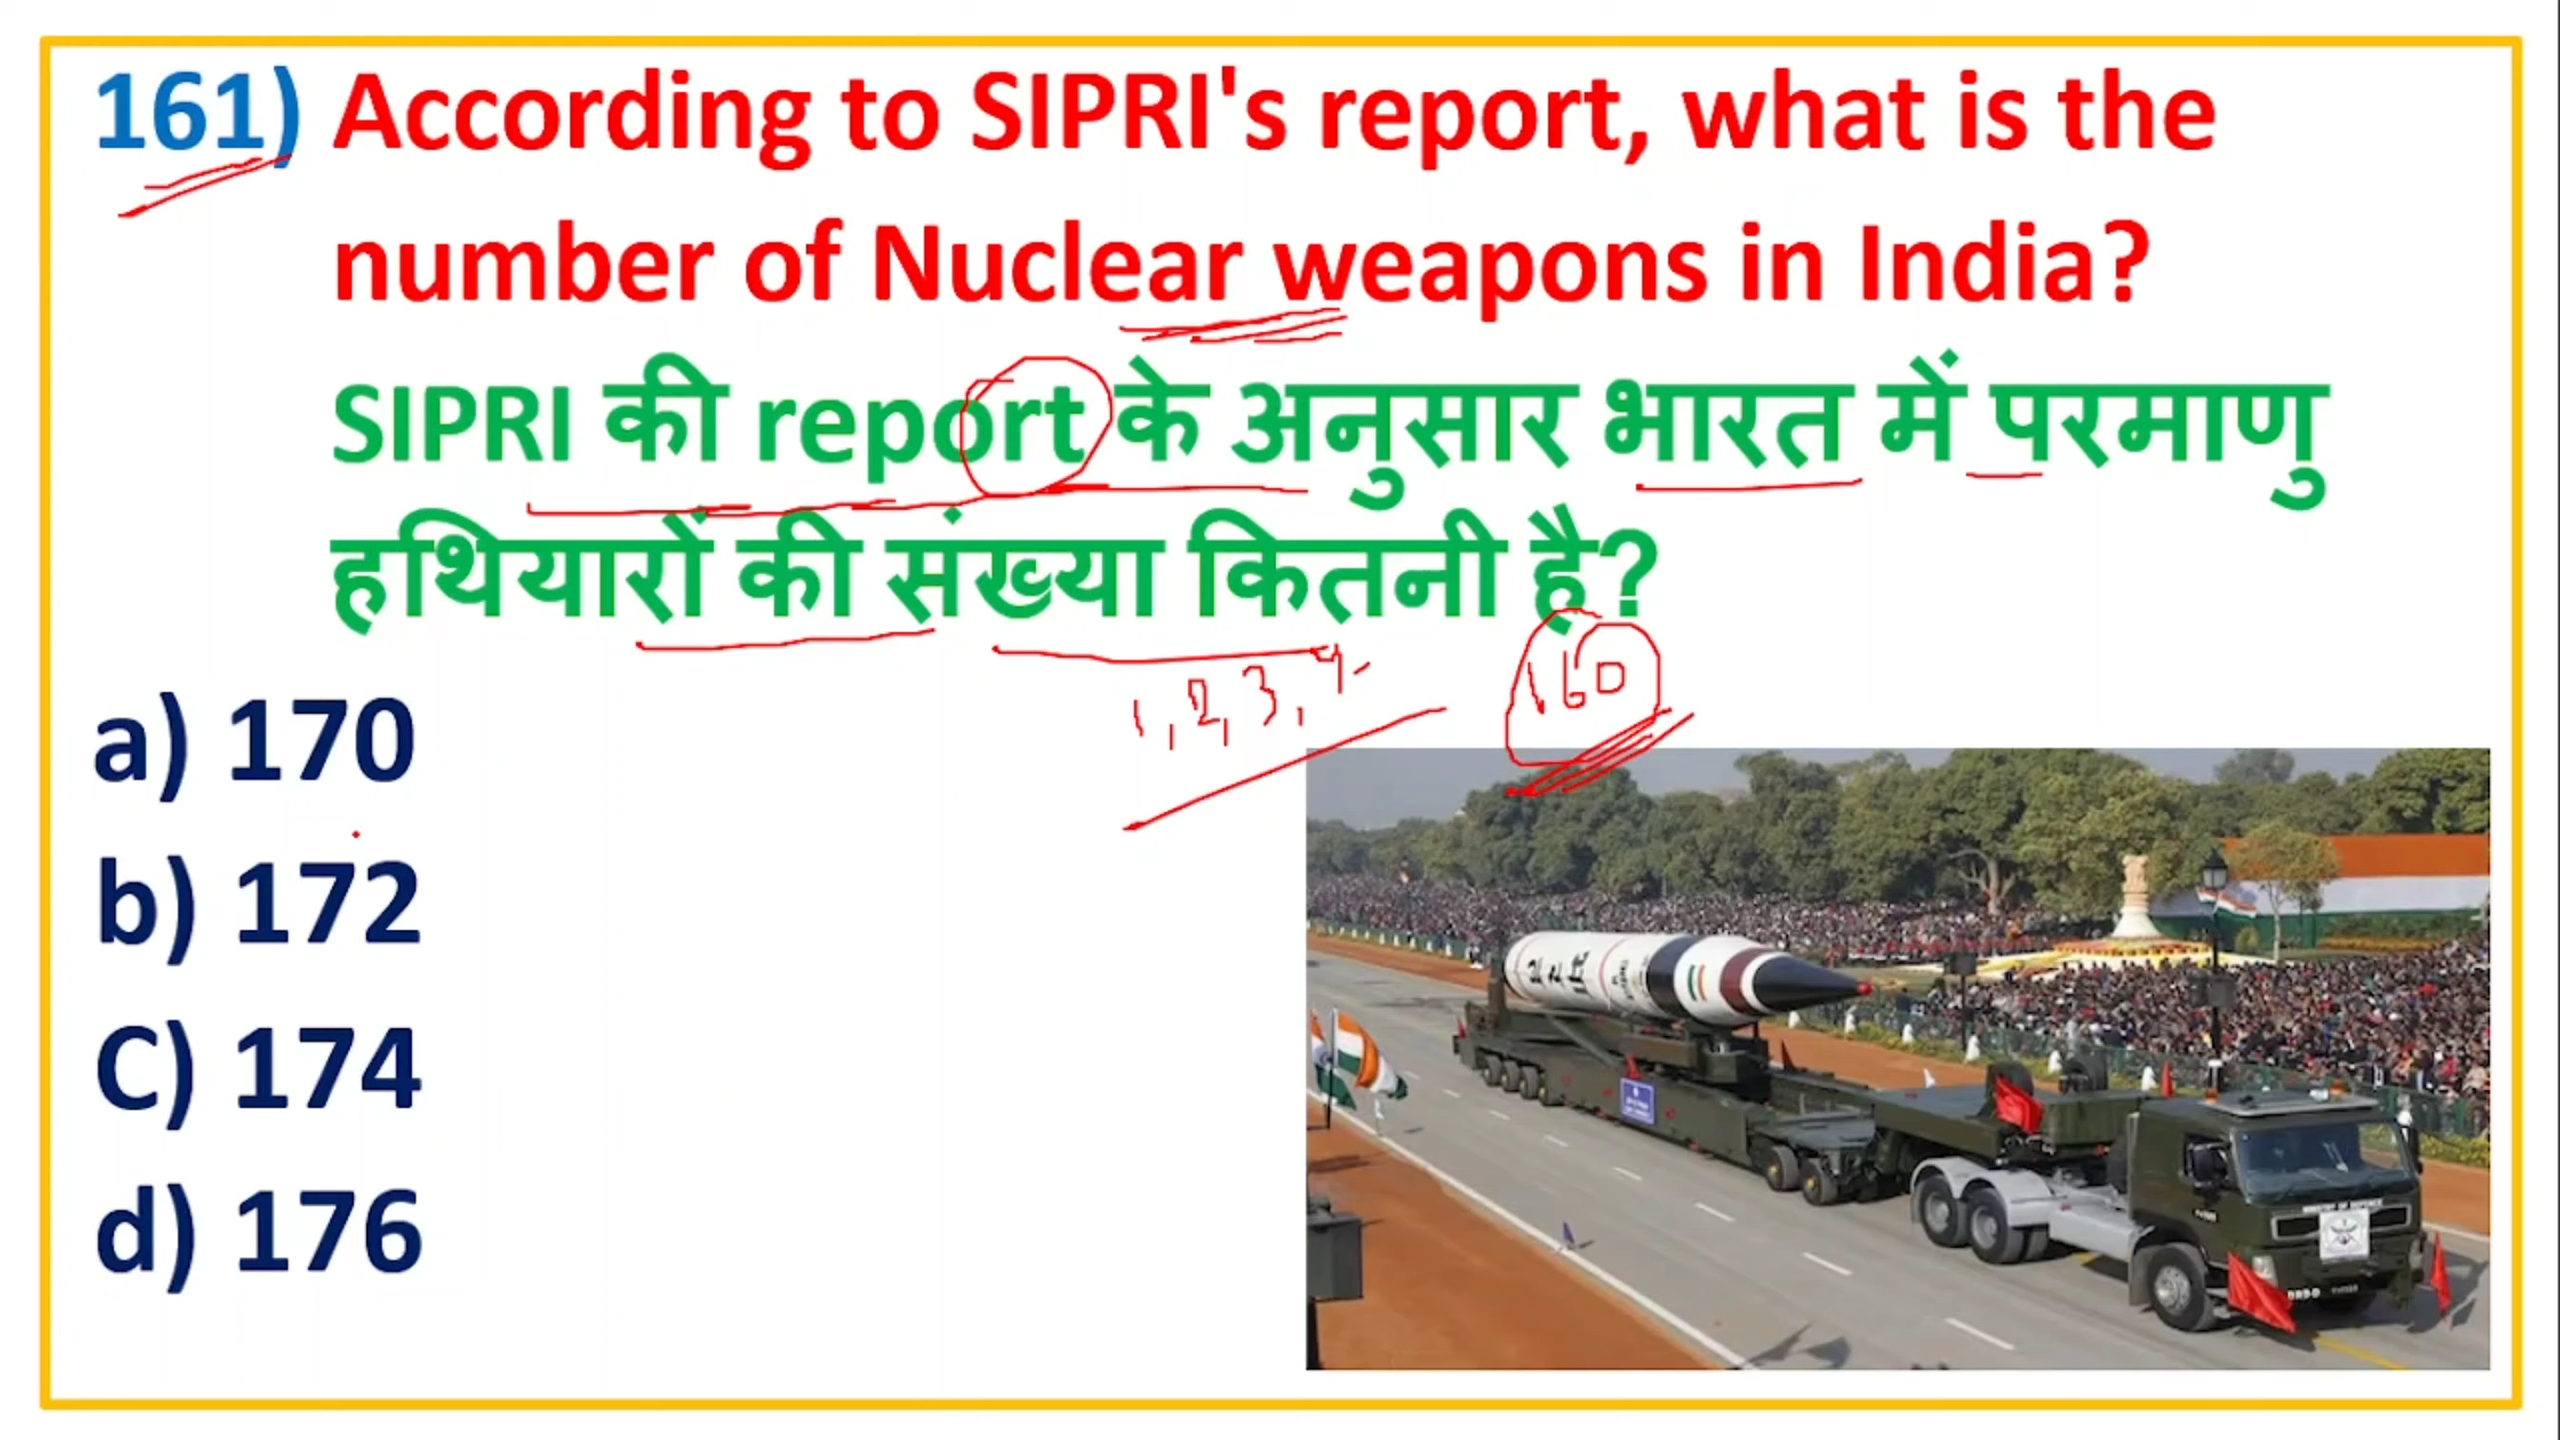 161) According to SIPRI's report, what is the
number of Nuclear weapons in India?
SIPRI की report के अनुसार भारत में परमाणु
हथियारों की संख्या कितनी है?
1, 2, 3, 4
160
a) 170
b) 172
C) 174
d) 176